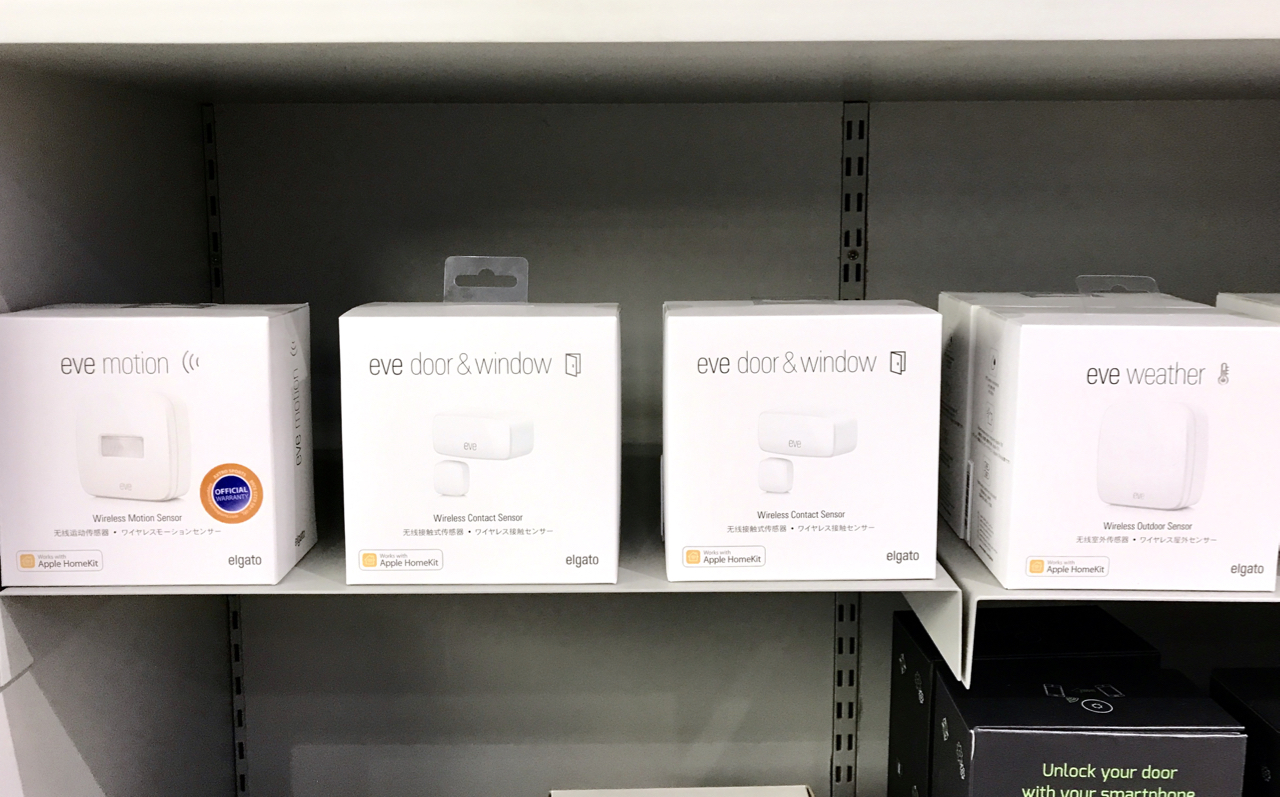 eve motion
eve
OFFICIAL
WARRANTY
Wireless Motion Sensor
无线运动传感器 • ワイヤレスモーションセンサー
Works with
Apple HomeKit
elgato
eve motion
elgato
eve door & window
eve
Wireless Contact Sensor
无线接触式传感器 • ワイヤレス接触センサー
Works with
Apple HomeKit
elgato
eve door & window
eve
Wireless Contact Sensor
无线接触式传感器 • ワイヤレス接触センサー
Works with
Apple HomeKit
elgato
eve weather
eve
Wireless Outdoor Sensor
无线室外传感器 • ワイヤレス屋外センサー
Works with
Apple HomeKit
elgato
Unlock your door
with your smartphone